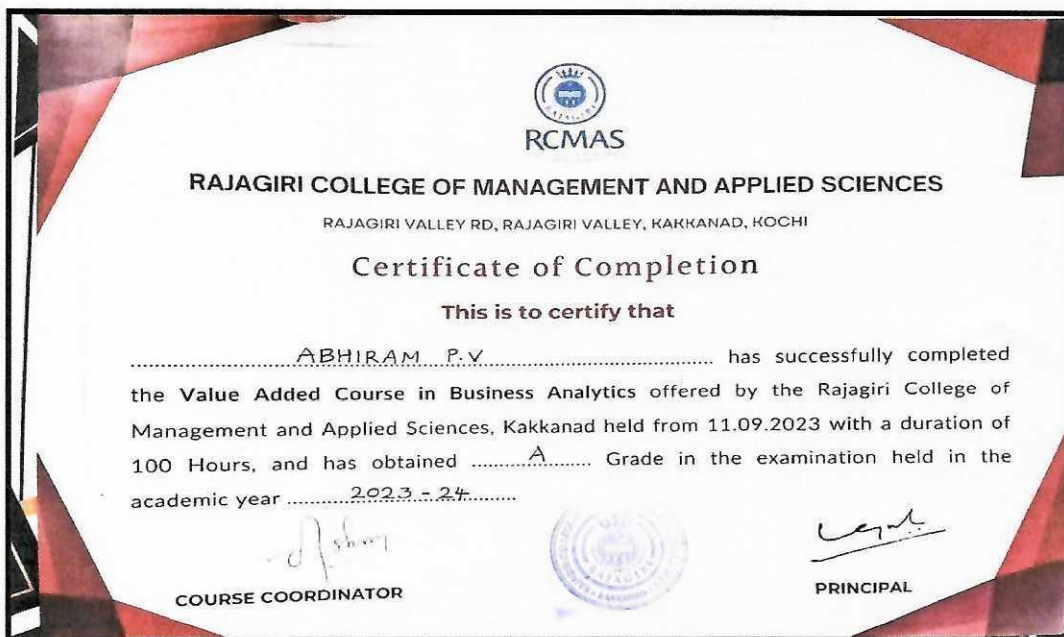 RAJAGIRI
RCMAS
RAJAGIRI COLLEGE OF MANAGEMENT AND APPLIED SCIENCES
RAJAGIRI VALLEY RD, RAJAGIRI VALLEY, KAKKANAD, KOCHI
Certificate of Completion
This is to certify that
ABHIRAM P.V has successfully completed
the Value Added Course in Business Analytics offered by the Rajagiri College of
Management and Applied Sciences, Kakkanad held from 11.09.2023 with a duration of
100 Hours, and has obtained A Grade in the examination held in the
academic year 2023-24
RAJAGIRI
COURSE COORDINATOR
PRINCIPAL